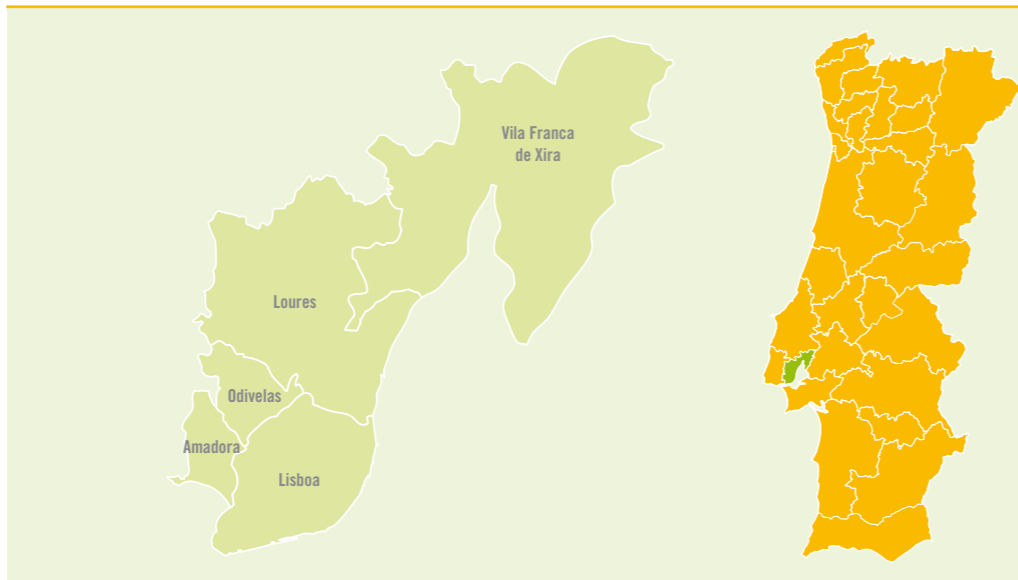 Vila Franca
de Xira
Loures
Odivelas
Amadora
Lisboa